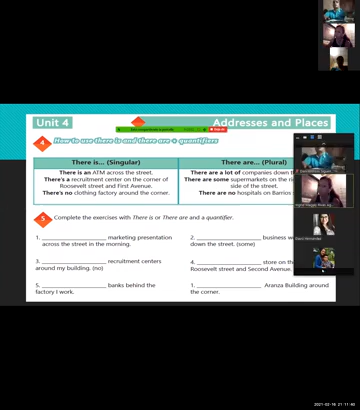 Unit 4
Addresses and Places
4
How to use there is and there are + quantifiers
There is... (Singular)
There are... (Plural)
There is an ATM across the street.
There's a recruitment center on the corner of
Roosevelt street and First Avenue.
There's no clothing factory around the corner.
There are a lot of companies down
There are some supermarkets on the
side of the street.
There are no hospitals on Barrios
5
Complete the exercises with There is or There are and a quantifier.
1. marketing presentation
across the street in the morning.
2. business
down the street. (some)
3. recruitment centers
around my building. (no)
4. store on
Roosevelt street and Second Avenue.
5. banks behind the
factory I work.
1. Aranza Building around
the corner.
2021-02-16 21:11:40